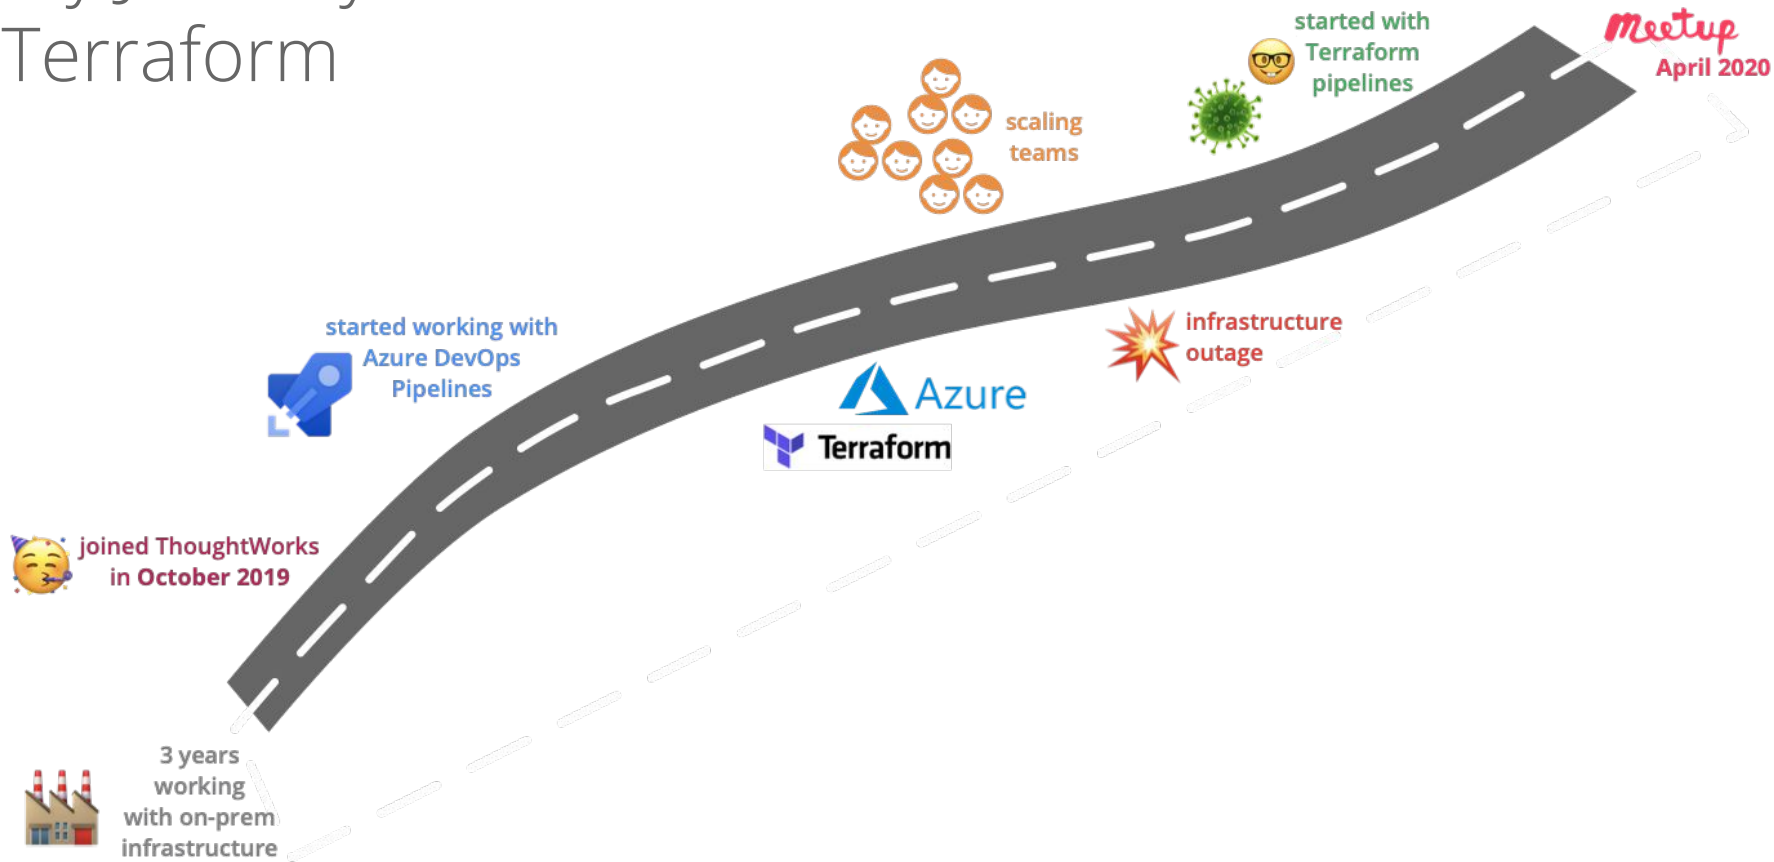 Terraform
Meetup
April 2020
started with
Terraform
pipelines
scaling
teams
infrastructure
outage
started working with
Azure DevOps
Pipelines
Azure
Terraform
joined ThoughtWorks
in October 2019
3 years
working
with on-prem
infrastructure